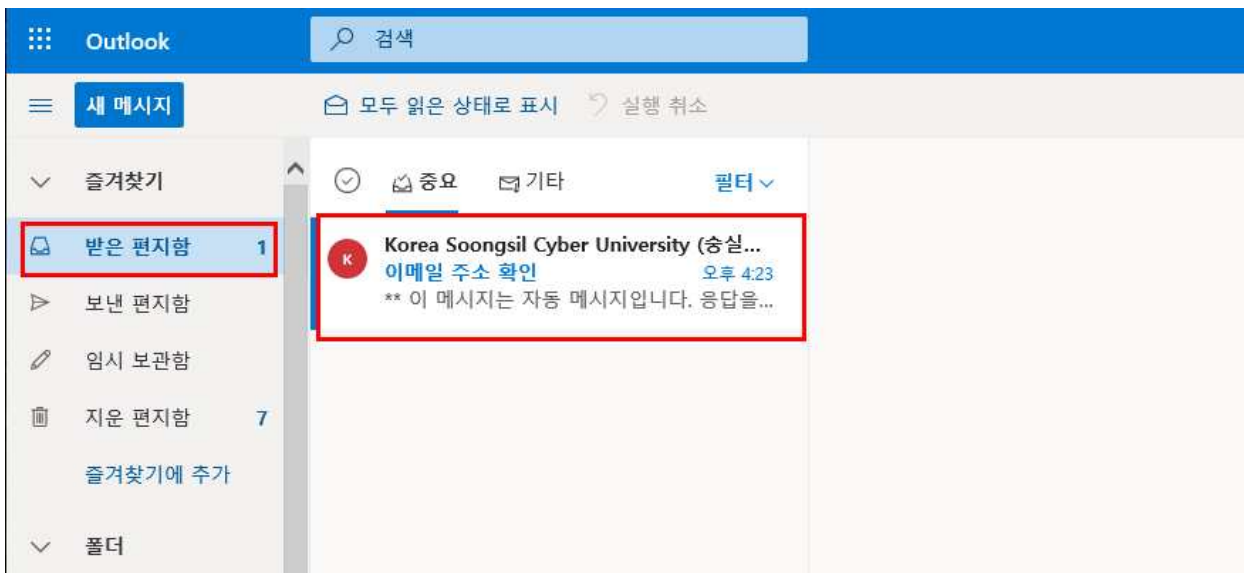 Outlook
검색
새 메시지
모두 읽은 상태로 표시
실행 취소
즐겨찾기
받은 편지함 1
보낸 편지함
임시 보관함
지운 편지함 7
즐겨찾기에 추가
폴더
중요
기타
필터
K
Korea Soongsil Cyber University (숭실...
이메일 주소 확인
오후 4:23
** 이 메시지는 자동 메시지입니다. 응답을...